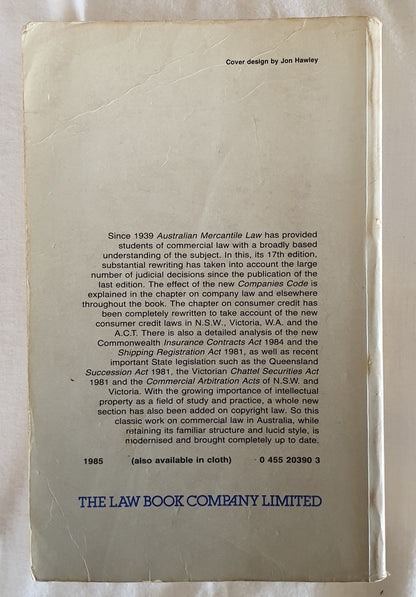 Cover design by Jon Hawley
Since 1939 Australian Mercantile Law has provided
students of commercial law with a broadly based
understanding of the subject. In this, its 17th edition,
substantial rewriting has taken into account the large
number of judicial decisions since the publication of the
last edition. The effect of the new Companies Code is
explained in the chapter on company law and elsewhere
throughout the book. The chapter on consumer credit has
been completely rewritten to take account of the new
consumer credit laws in N.S.W., Victoria, W.A. and the
A.C.T. There is also a detailed analysis of the new
Commonwealth Insurance Contracts Act 1984 and the
Shipping Registration Act 1981, as well as recent
important State legislation such as the Queensland
Succession Act 1981, the Victorian Chattel Securities Act
1981 and the Commercial Arbitration Acts of N.S.W. and
Victoria. With the growing importance of intellectual
property as a field of study and practice, a whole new
section has also been added on copyright law. So this
classic work on commercial law in Australia, while
retaining its familiar structure and lucid style, is
modernised and brought completely up to date.
1985 (also available in cloth) 0 455 20390 3
THE LAW BOOK COMPANY LIMITED